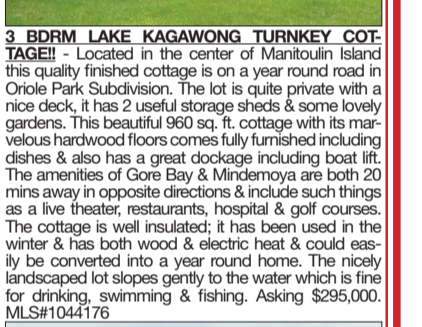 3 BDRM LAKE KAGAWONG TURNKEY COT-
TAGE!! - Located in the center of Manitoulin Island
this quality finished cottage is on a year round road in
Oriole Park Subdivision. The lot is quite private with a
nice deck, it has 2 useful storage sheds & some lovely
gardens. This beautiful 960 sq. ft. cottage with its mar-
velous hardwood floors comes fully furnished including
dishes & also has a great dockage including boat lift.
The amenities of Gore Bay & Mindemoya are both 20
mins away in opposite directions & include such things
as a live theater, restaurants, hospital & golf courses.
The cottage is well insulated; it has been used in the
winter & has both wood & electric heat & could eas-
ily be converted into a year round home. The nicely
landscaped lot slopes gently to the water which is fine
for drinking, swimming & fishing. Asking $295,000.
MLS#1044176